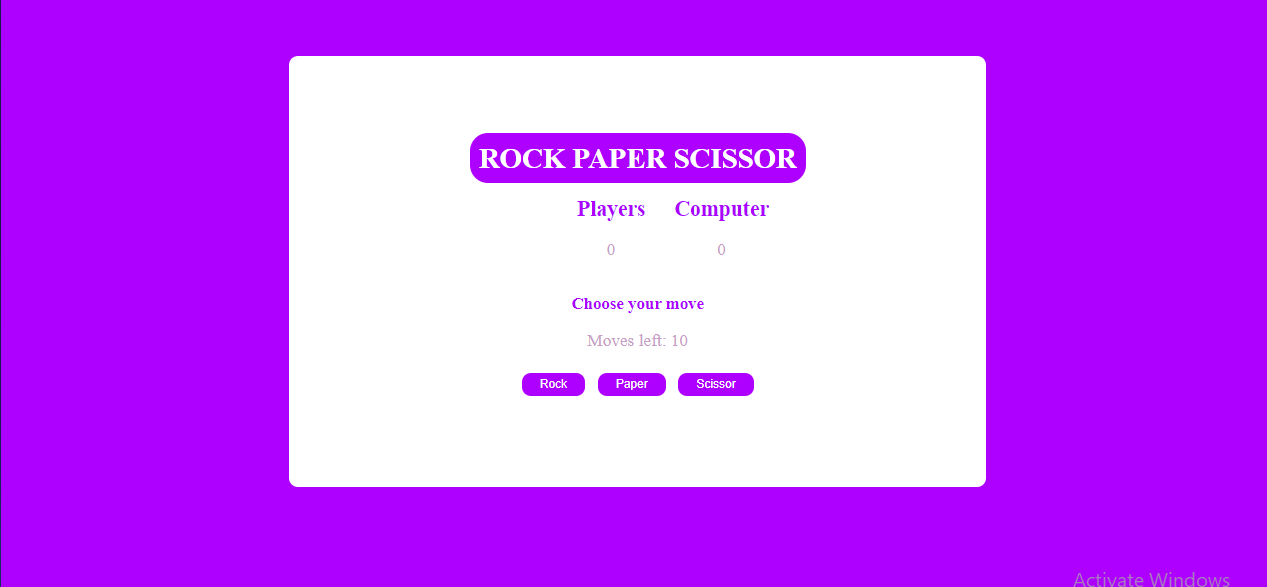 ROCK PAPER SCISSOR
Players Computer
0 0
Choose your move
Moves left: 10
Rock Paper Scissor
Activate Windows